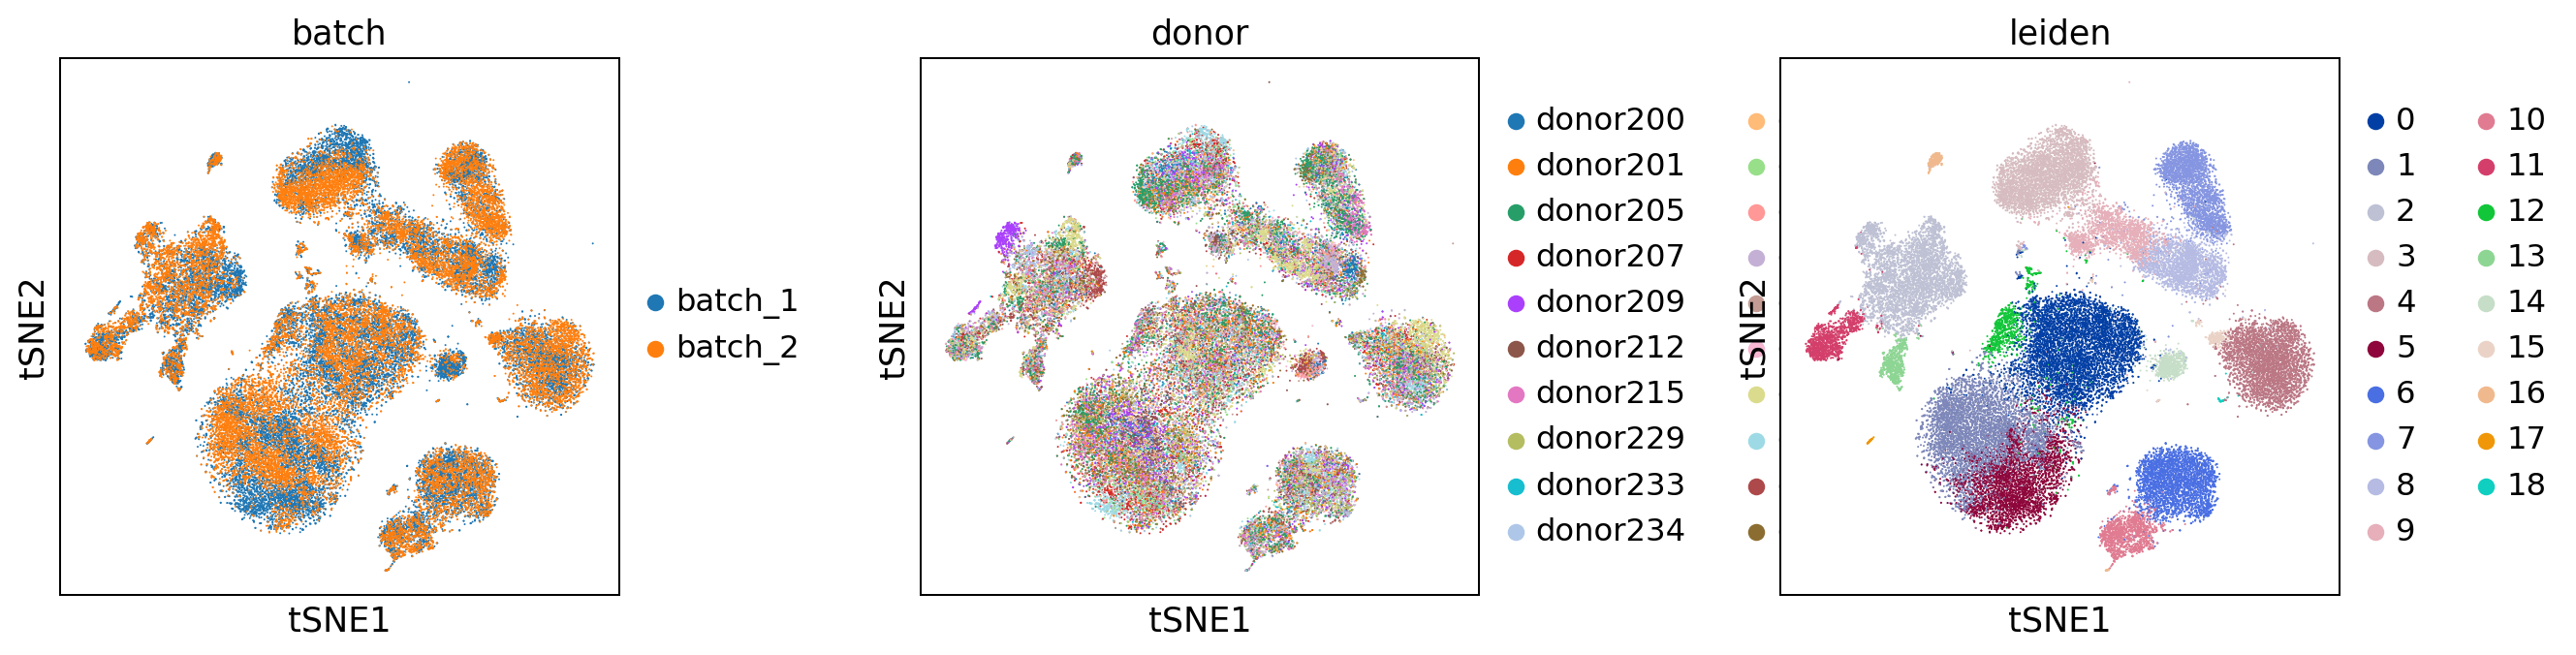 batch
tSNE2
tSNE1
batch_1
batch_2
donor
tSNE2
tSNE1
donor200
donor201
donor205
donor207
donor209
donor212
donor215
donor229
donor233
donor234
leiden
tSNE2
tSNE1
0
1
2
3
4
5
6
7
8
9
10
11
12
13
14
15
16
17
18